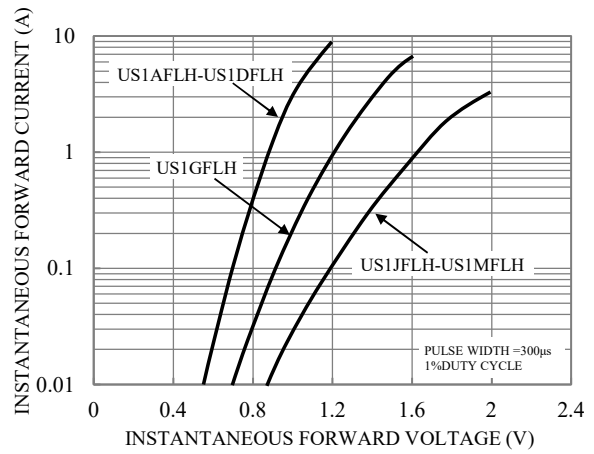 INSTANTANEOUS FORWARD CURRENT (A)
10
1
0.1
0.01
US1AFLH-US1DFLH
US1GFLH
US1JFLH-US1MFLH
PULSE WIDTH =300μs
1%DUTY CYCLE
0 0.4 0.8 1.2 1.6 2 2.4
INSTANTANEOUS FORWARD VOLTAGE (V)